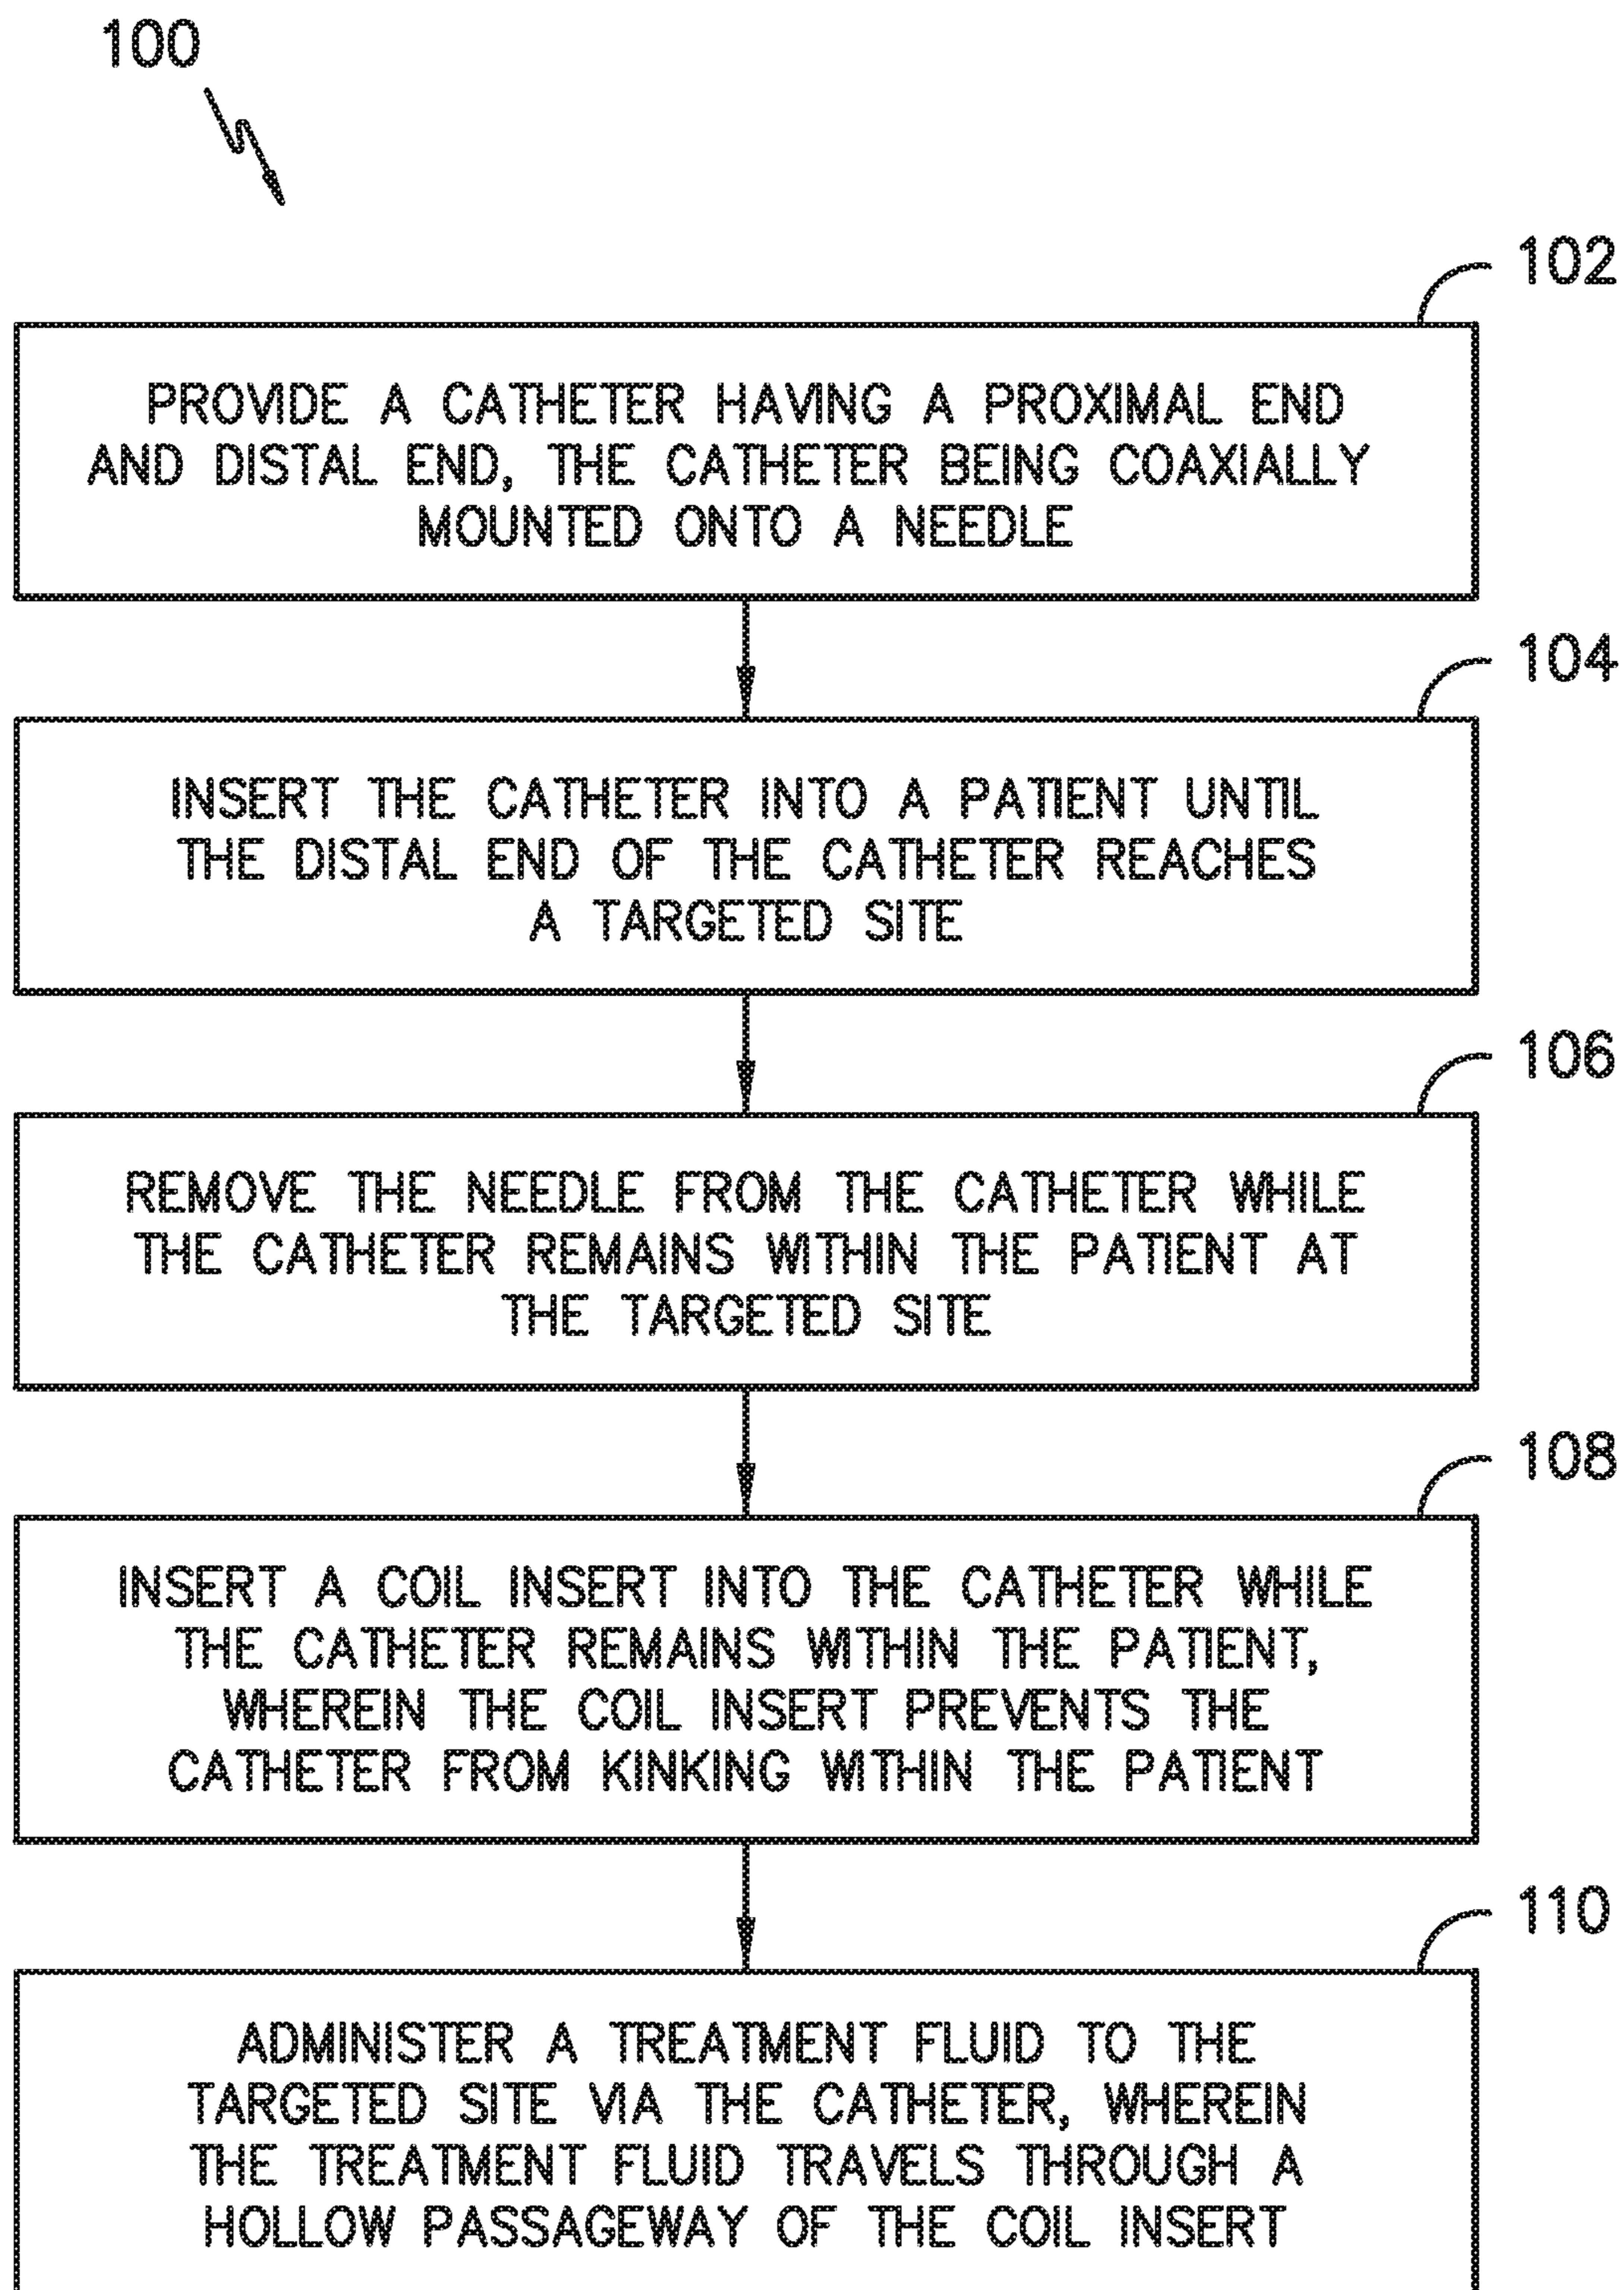 100
102
PROVIDE A CATHETER HAVING A PROXIMAL END
AND DISTAL END, THE CATHETER BEING COAXIALLY
MOUNTED ONTO A NEEDLE
104
INSERT THE CATHETER INTO A PATIENT UNTIL
THE DISTAL END OF THE CATHETER REACHES
A TARGETED SITE
106
REMOVE THE NEEDLE FROM THE CATHETER WHILE
THE CATHETER REMAINS WITHIN THE PATIENT AT
THE TARGETED SITE
108
INSERT A COIL INSERT INTO THE CATHETER WHILE
THE CATHETER REMAINS WITHIN THE PATIENT,
WHEREIN THE COIL INSERT PREVENTS THE
CATHETER FROM KINKING WITHIN THE PATIENT
110
ADMINISTER A TREATMENT FLUID TO THE
TARGETED SITE VIA THE CATHETER, WHEREIN
THE TREATMENT FLUID TRAVELS THROUGH A
HOLLOW PASSAGEWAY OF THE COIL INSERT